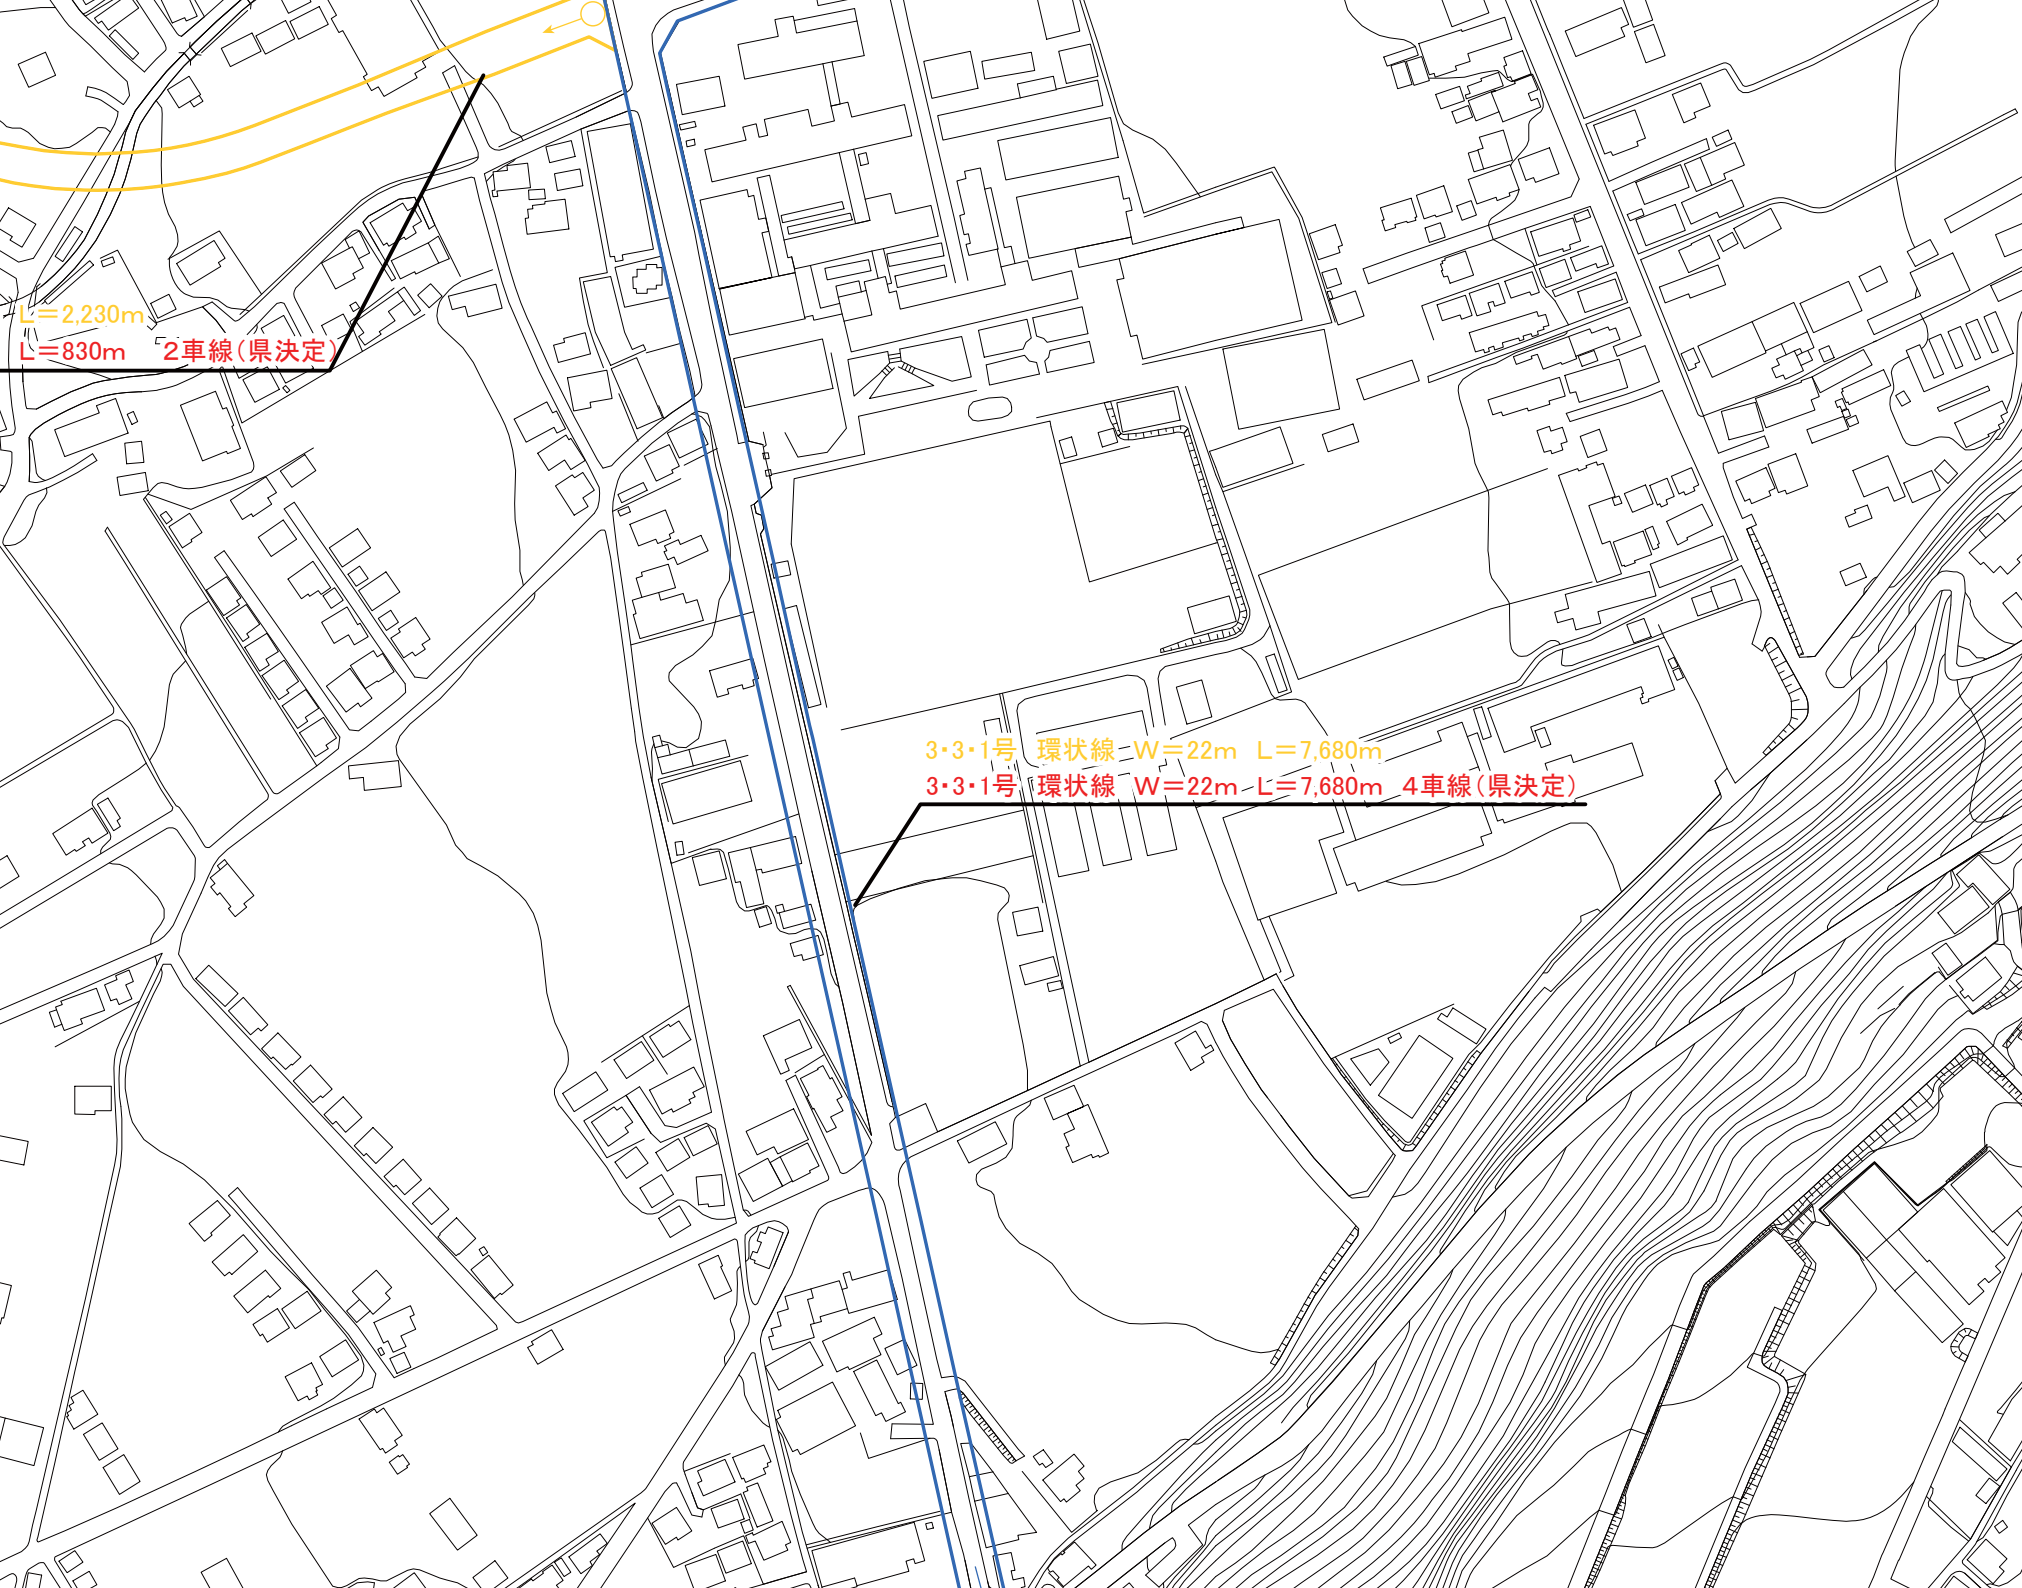 L=2,230m
L=830m　2車線(県決定)
3・3・1号　環状線　W=22m　L=7,680m
3・3・1号　環状線　W=22m　L=7,680m　4車線(県決定)